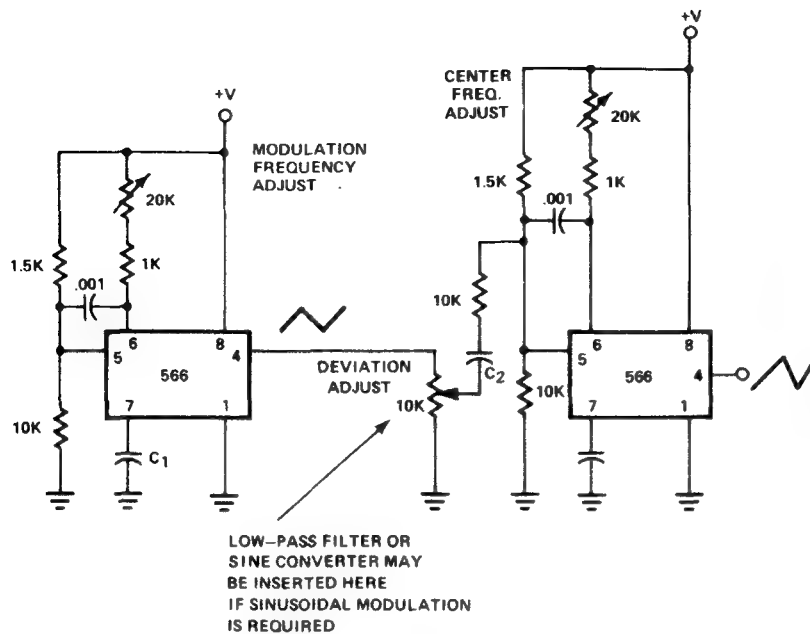 +V
CENTER
FREQ.
ADJUST
20K
1.5K
1K
.001
+V
MODULATION
FREQUENCY
ADJUST
20K
1.5K
1K
.001
10K
6
8
5
4
566
7
1
10K
C1
DEVIATION
ADJUST
10K
C2
6
8
5
4
566
7
1
10K
LOW-PASS FILTER OR
SINE CONVERTER MAY
BE INSERTED HERE
IF SINUSOIDAL MODULATION
IS REQUIRED